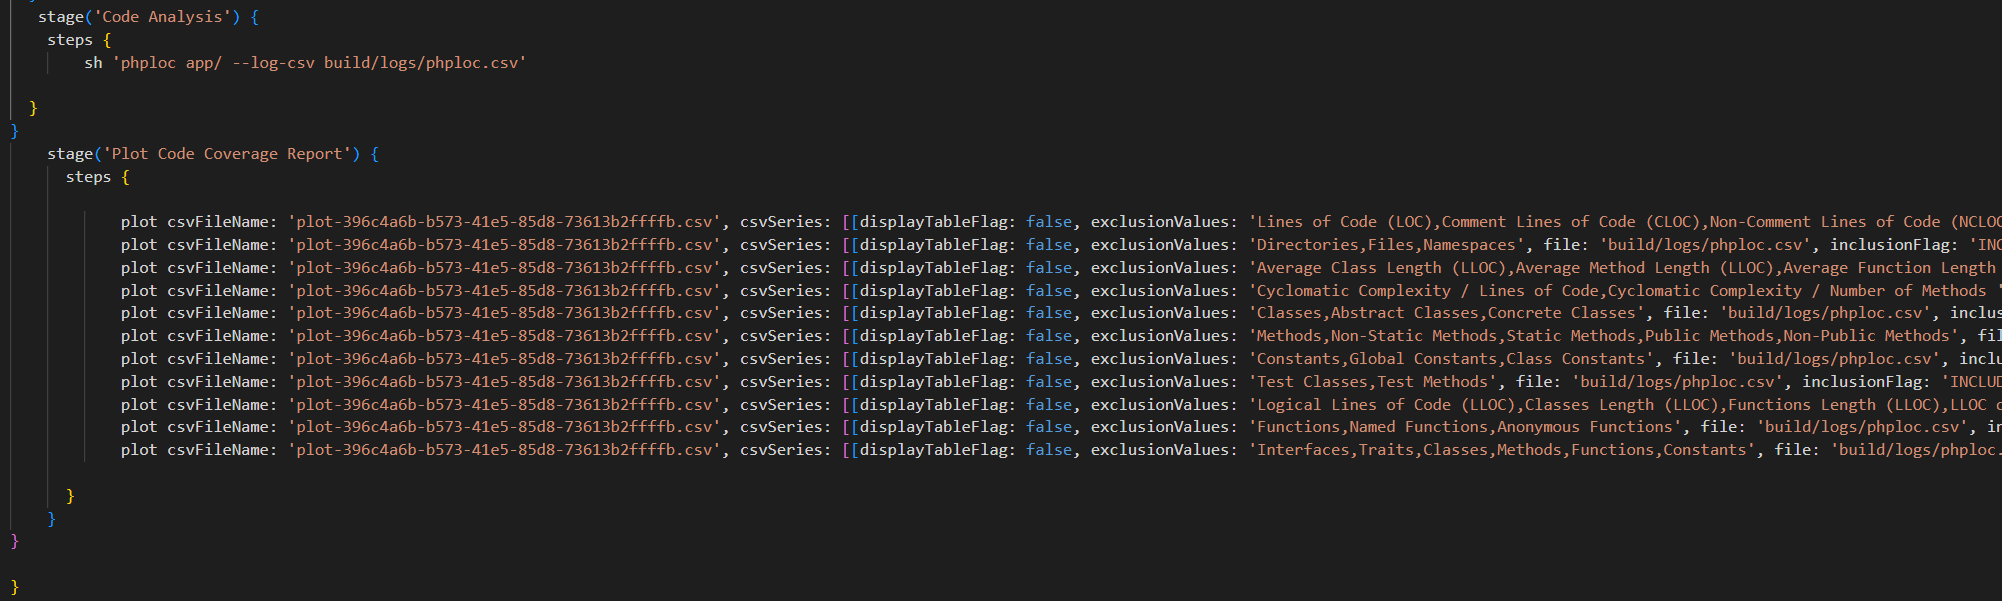 stage('Code Analysis') {
steps {
sh 'phploc app/ --log-csv build/logs/phploc.csv'
}
}
stage('Plot Code Coverage Report') {
steps {
plot csvFileName: 'plot-396c4a6b-b573-41e5-85d8-73613b2ffffb.csv', csvSeries: [[displayTableFlag: false, exclusionValues: 'Lines of Code (LOC),Comment Lines of Code (CLOC),Non-Comment Lines of Code (NCLOC
plot csvFileName: 'plot-396c4a6b-b573-41e5-85d8-73613b2ffffb.csv', csvSeries: [[displayTableFlag: false, exclusionValues: 'Directories,Files,Namespaces', file: 'build/logs/phploc.csv', inclusionFlag: 'INC
plot csvFileName: 'plot-396c4a6b-b573-41e5-85d8-73613b2ffffb.csv', csvSeries: [[displayTableFlag: false, exclusionValues: 'Average Class Length (LLOC),Average Method Length (LLOC),Average Function Length
plot csvFileName: 'plot-396c4a6b-b573-41e5-85d8-73613b2ffffb.csv', csvSeries: [[displayTableFlag: false, exclusionValues: 'Cyclomatic Complexity / Lines of Code,Cyclomatic Complexity / Number of Methods '
plot csvFileName: 'plot-396c4a6b-b573-41e5-85d8-73613b2ffffb.csv', csvSeries: [[displayTableFlag: false, exclusionValues: 'Classes,Abstract Classes,Concrete Classes', file: 'build/logs/phploc.csv', inclus
plot csvFileName: 'plot-396c4a6b-b573-41e5-85d8-73613b2ffffb.csv', csvSeries: [[displayTableFlag: false, exclusionValues: 'Methods,Non-Static Methods,Static Methods,Public Methods,Non-Public Methods', fil
plot csvFileName: 'plot-396c4a6b-b573-41e5-85d8-73613b2ffffb.csv', csvSeries: [[displayTableFlag: false, exclusionValues: 'Constants,Global Constants,Class Constants', file: 'build/logs/phploc.csv', inclu
plot csvFileName: 'plot-396c4a6b-b573-41e5-85d8-73613b2ffffb.csv', csvSeries: [[displayTableFlag: false, exclusionValues: 'Test Classes,Test Methods', file: 'build/logs/phploc.csv', inclusionFlag: 'INCLUD
plot csvFileName: 'plot-396c4a6b-b573-41e5-85d8-73613b2ffffb.csv', csvSeries: [[displayTableFlag: false, exclusionValues: 'Logical Lines of Code (LLOC),Classes Length (LLOC),Functions Length (LLOC),LLOC o
plot csvFileName: 'plot-396c4a6b-b573-41e5-85d8-73613b2ffffb.csv', csvSeries: [[displayTableFlag: false, exclusionValues: 'Functions,Named Functions,Anonymous Functions', file: 'build/logs/phploc.csv', in
plot csvFileName: 'plot-396c4a6b-b573-41e5-85d8-73613b2ffffb.csv', csvSeries: [[displayTableFlag: false, exclusionValues: 'Interfaces,Traits,Classes,Methods,Functions,Constants', file: 'build/logs/phploc.
}
}
}
}